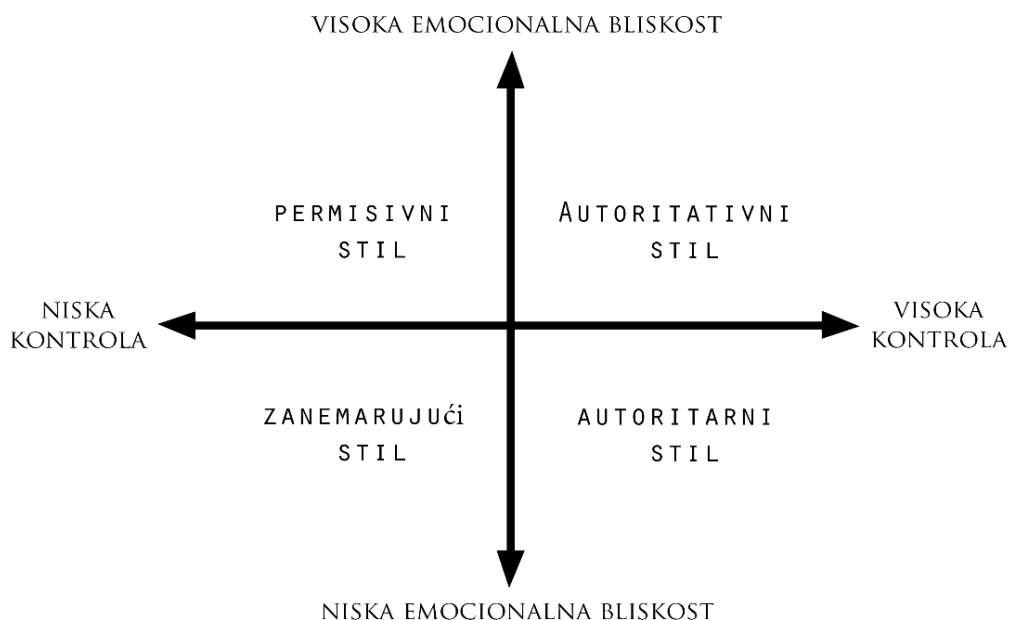 VISOKA EMOCIONALNA BLISKOST
PERMISIVNI
STIL
AUTORITATIVNI
STIL
NISKA
KONTROLA
VISOKA
KONTROLA
ZANEMARUJUći
STIL
AUTORITARNI
STIL
NISKA EMOCIONALNA BLISKOST